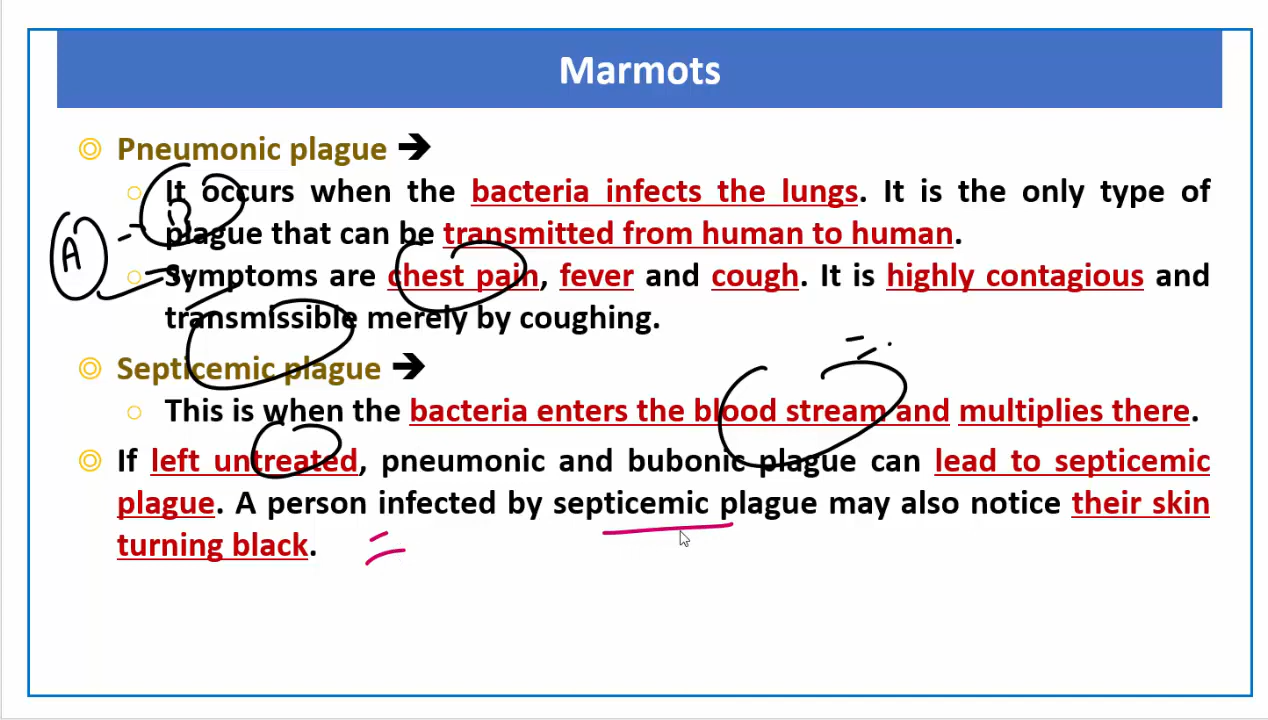 Marmots
Pneumonic plague ➔
It occurs when the bacteria infects the lungs. It is the only type of
plague that can be transmitted from human to human.
Symptoms are chest pain, fever and cough. It is highly contagious and
transmissible merely by coughing.
Septicemic plague ➔
This is when the bacteria enters the blood stream and multiplies there.
If left untreated, pneumonic and bubonic plague can lead to septicemic
plague. A person infected by septicemic plague may also notice their skin
turning black.
A
B